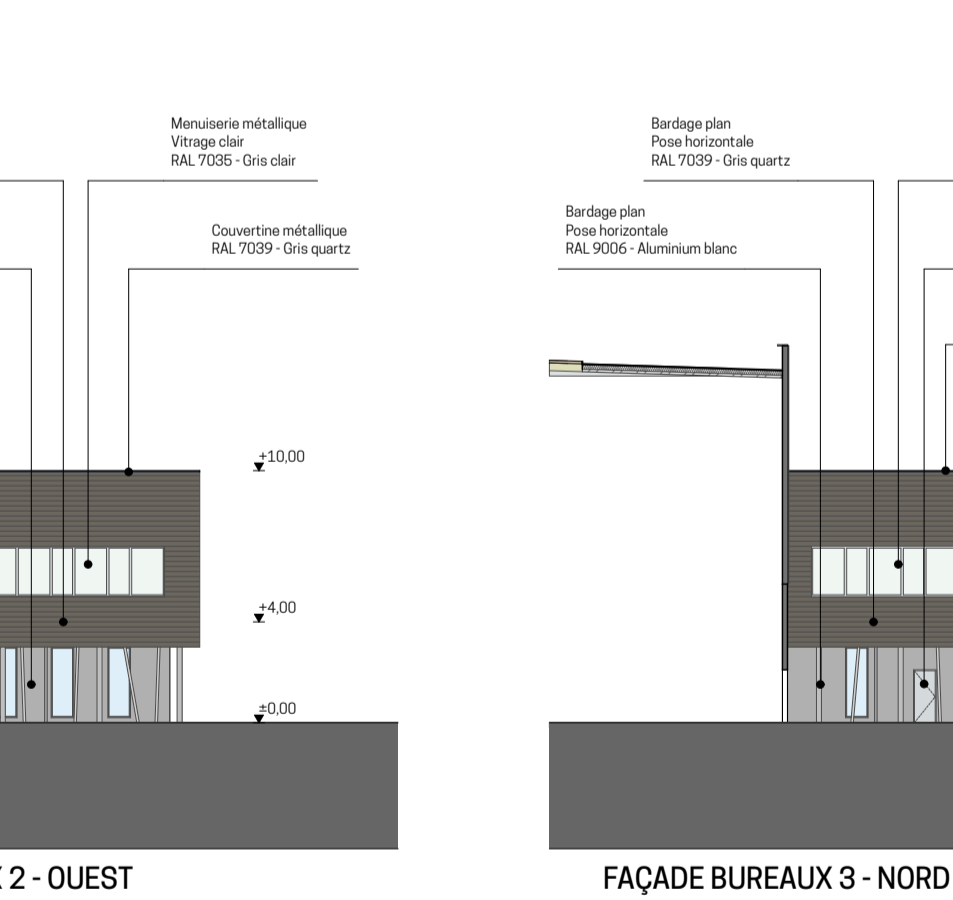 Menuiserie métallique
Vitrage clair
RAL 7035 - Gris clair
Couvertine métallique
RAL 7039 - Gris quartz
+10,00
+4,00
±0,00
2 - OUEST
Bardage plan
Pose horizontale
RAL 7039 - Gris quartz
Bardage plan
Pose horizontale
RAL 9006 - Aluminium blanc
FAÇADE BUREAUX 3 - NORD